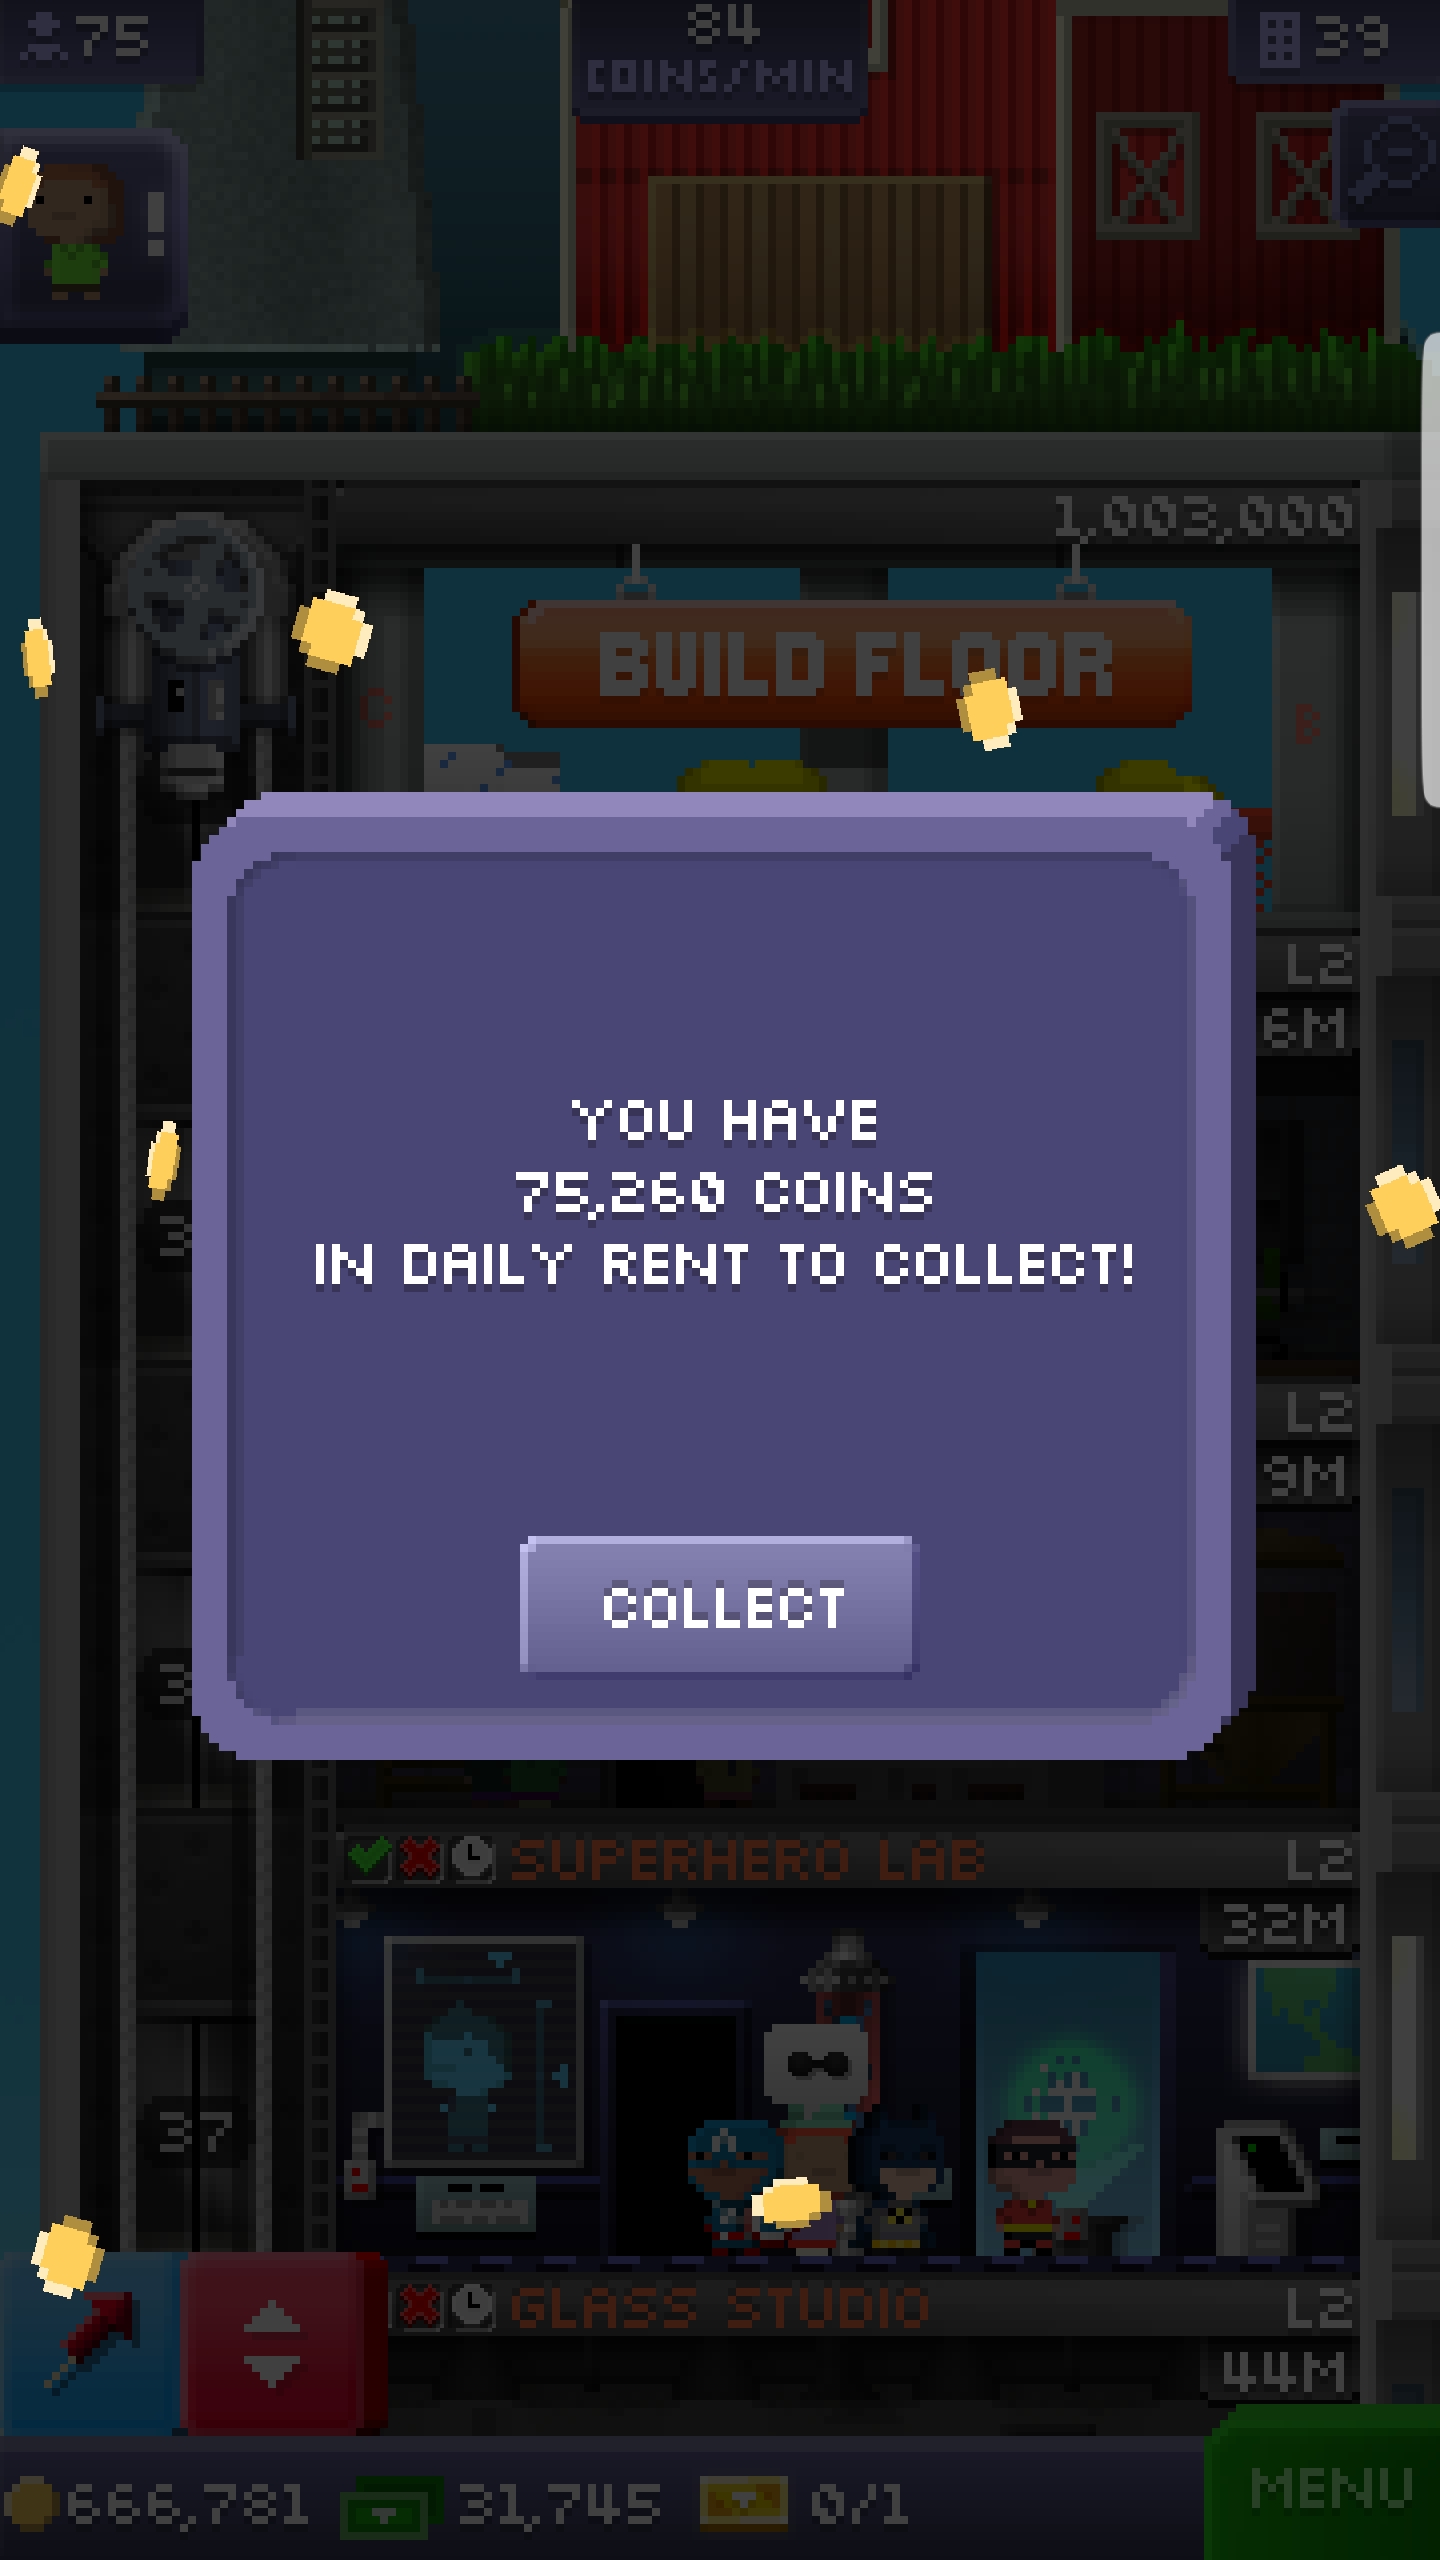 75
84
COINS/MIN
39
!
1,003,000
BUILD FLOOR
C
B
L2
6M
YOU HAVE
75,260 COINS
IN DAILY RENT TO COLLECT!
L2
9M
COLLECT
SUPERHERO LAB
L2
32M
37
GLASS STUDIO
L2
44M
666,781
31,745
0/1
MENU